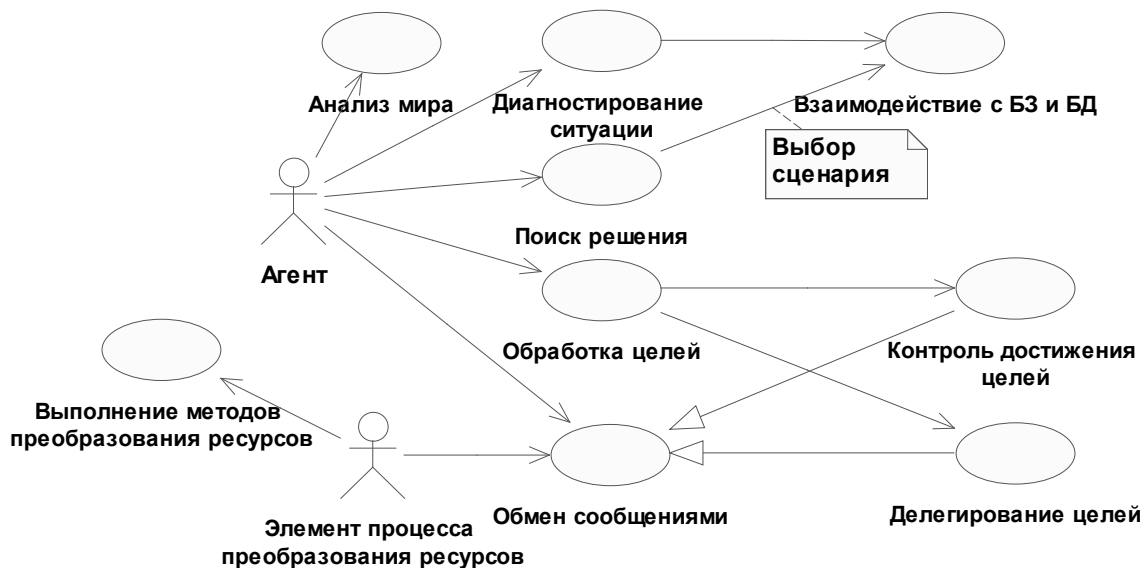 Анализ мира
Диагностирование
ситуации
Взаимодействие с БЗ и БД
Выбор
сценария
Поиск решения
Агент
Обработка целей
Контроль достижения
целей
Выполнение методов
преобразования ресурсов
Элемент процесса
преобразования ресурсов
Обмен сообщениями
Делегирование целей